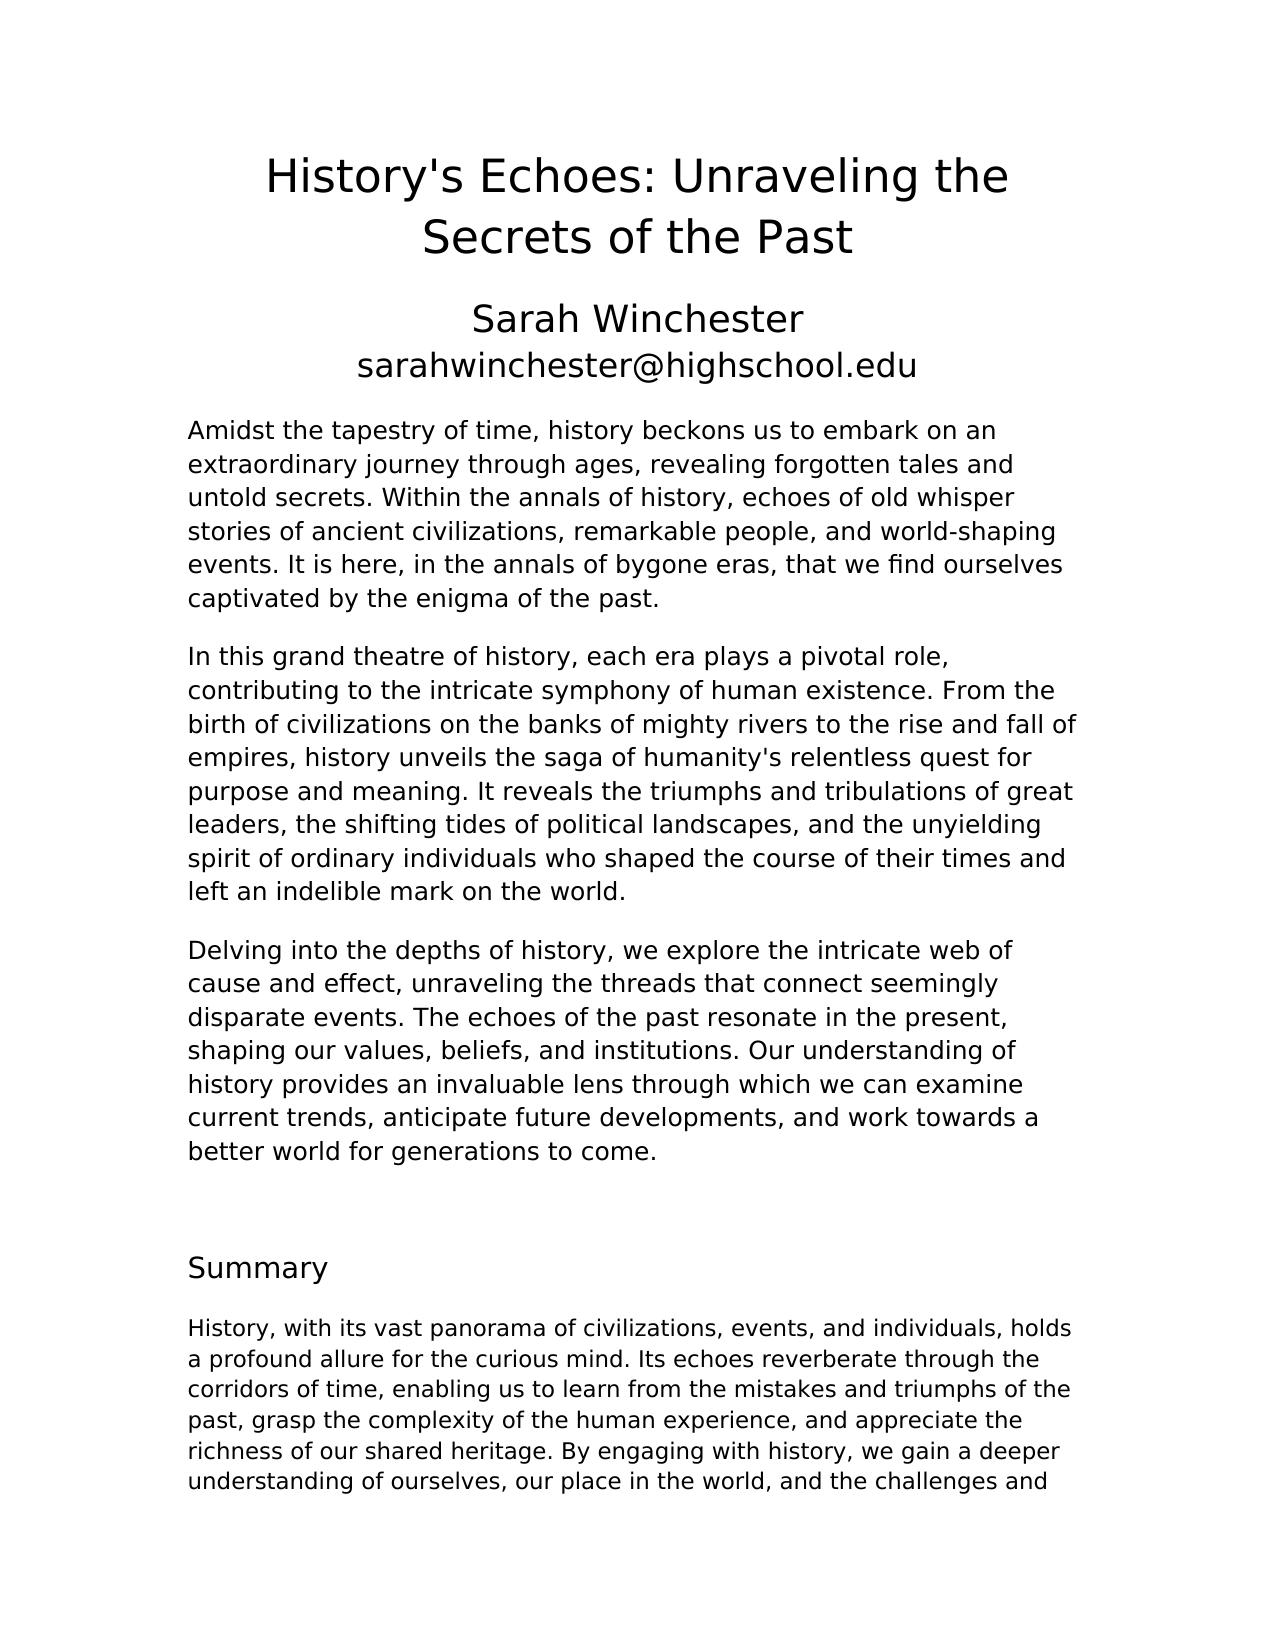 History's Echoes: Unraveling the
Secrets of the Past
Sarah Winchester
sarahwinchester@highschool.edu
Amidst the tapestry of time, history beckons us to embark on an
extraordinary journey through ages, revealing forgotten tales and
untold secrets. Within the annals of history, echoes of old whisper
stories of ancient civilizations, remarkable people, and world-shaping
events. It is here, in the annals of bygone eras, that we find ourselves
captivated by the enigma of the past.
In this grand theatre of history, each era plays a pivotal role,
contributing to the intricate symphony of human existence. From the
birth of civilizations on the banks of mighty rivers to the rise and fall of
empires, history unveils the saga of humanity's relentless quest for
purpose and meaning. It reveals the triumphs and tribulations of great
leaders, the shifting tides of political landscapes, and the unyielding
spirit of ordinary individuals who shaped the course of their times and
left an indelible mark on the world.
Delving into the depths of history, we explore the intricate web of
cause and effect, unraveling the threads that connect seemingly
disparate events. The echoes of the past resonate in the present,
shaping our values, beliefs, and institutions. Our understanding of
history provides an invaluable lens through which we can examine
current trends, anticipate future developments, and work towards a
better world for generations to come.
Summary
History, with its vast panorama of civilizations, events, and individuals, holds
a profound allure for the curious mind. Its echoes reverberate through the
corridors of time, enabling us to learn from the mistakes and triumphs of the
past, grasp the complexity of the human experience, and appreciate the
richness of our shared heritage. By engaging with history, we gain a deeper
understanding of ourselves, our place in the world, and the challenges and